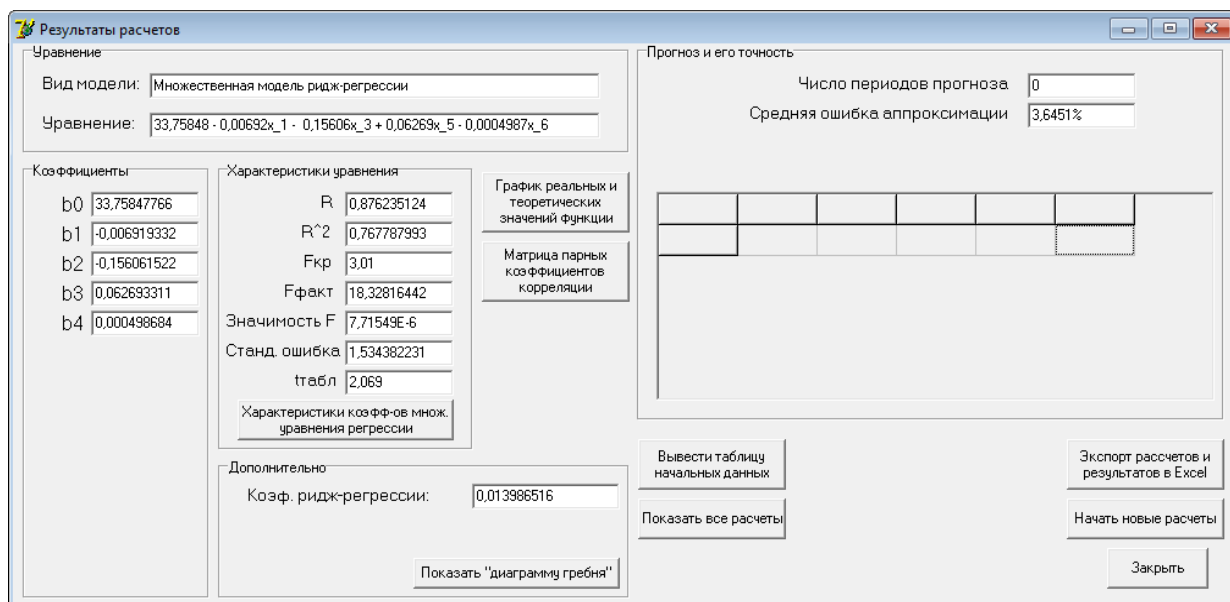 Результаты расчетов
Уравнение
Вид модели: Множественная модель ридж-регрессии
Уравнение: 33,75848 - 0,00692x_1 - 0,15606x_3 + 0,06269x_5 - 0,0004987x_6
Коэффициенты
b0 33,75847766
b1 -0,006919332
b2 -0,156061522
b3 0,062693311
b4 0,000498684
Характеристики уравнения
R 0,876235124
R^2 0,767787993
Fкр 3,01
Fфакт 18,32816442
Значимость F 7,71549E-6
Станд. ошибка 1,534382231
tтабл 2,069
Характеристики коэфф-ов множ.
уравнения регрессии
График реальных и
теоретических
значений функции
Матрица парных
коэффициентов
корреляции
Дополнительно
Коэф. ридж-регрессии: 0,013986516
Показать "диаграмму гребня"
Прогноз и его точность
Число периодов прогноза 0
Средняя ошибка аппроксимации 3,6451%
Вывести таблицу
начальных данных
Показать все расчеты
Экспорт рассчетов и
результатов в Excel
Начать новые расчеты
Закрыть